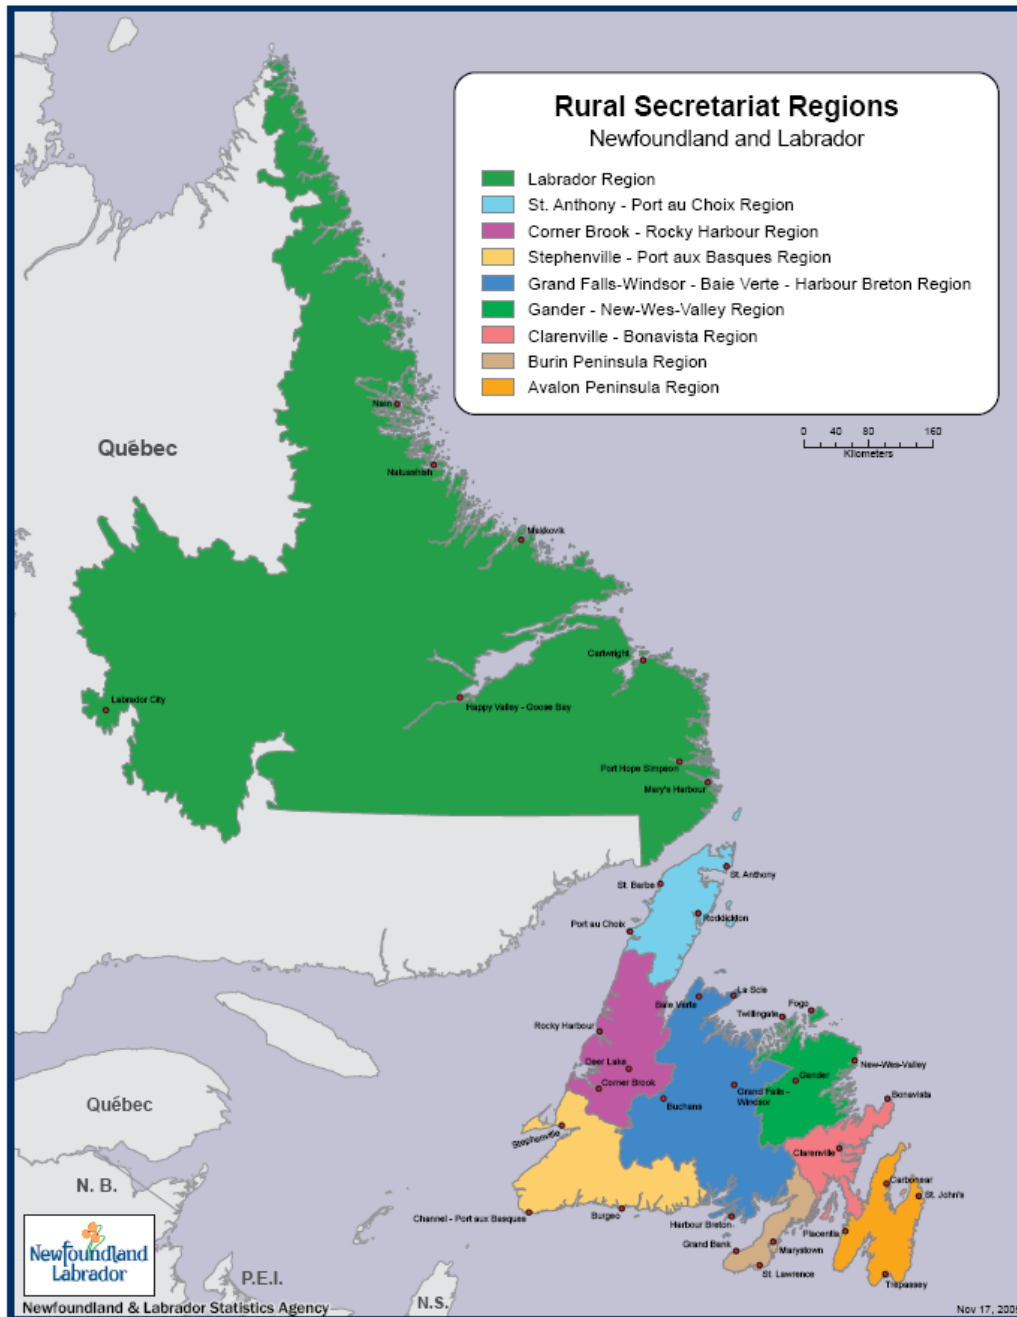 Rural Secretariat Regions
Newfoundland and Labrador
Labrador Region
St. Anthony - Port au Choix Region
Corner Brook - Rocky Harbour Region
Stephenville - Port aux Basques Region
Grand Falls-Windsor - Baie Verte - Harbour Breton Region
Gander - New-Wes-Valley Region
Clarenville - Bonavista Region
Burin Peninsula Region
Avalon Peninsula Region
0 40 80 160
Kilometers
Nain
Québec
Natuashish
Makkovik
Cartwright
Labrador City
Happy Valley - Goose Bay
Port Hope Simpson
Mary's Harbour
St. Anthony
St. Barbe
Roddickton
Port au Choix
La Scie
Baie Verte
Fogo
Twillingate
Rocky Harbour
New-Wes-Valley
Deer Lake
Gander
Corner Brook
Grand Falls -
Windsor
Buchans
Bonavista
Québec
Stephenville
Clarenville
Carbonear
N. B.
St. John's
Channel - Port aux Basques
Burgeo
Harbour Breton
Placentia
Grand Bank
Marystown
St. Lawrence
Trepassey
Newfoundland
Labrador
P.E.I.
N.S.
Newfoundland & Labrador Statistics Agency